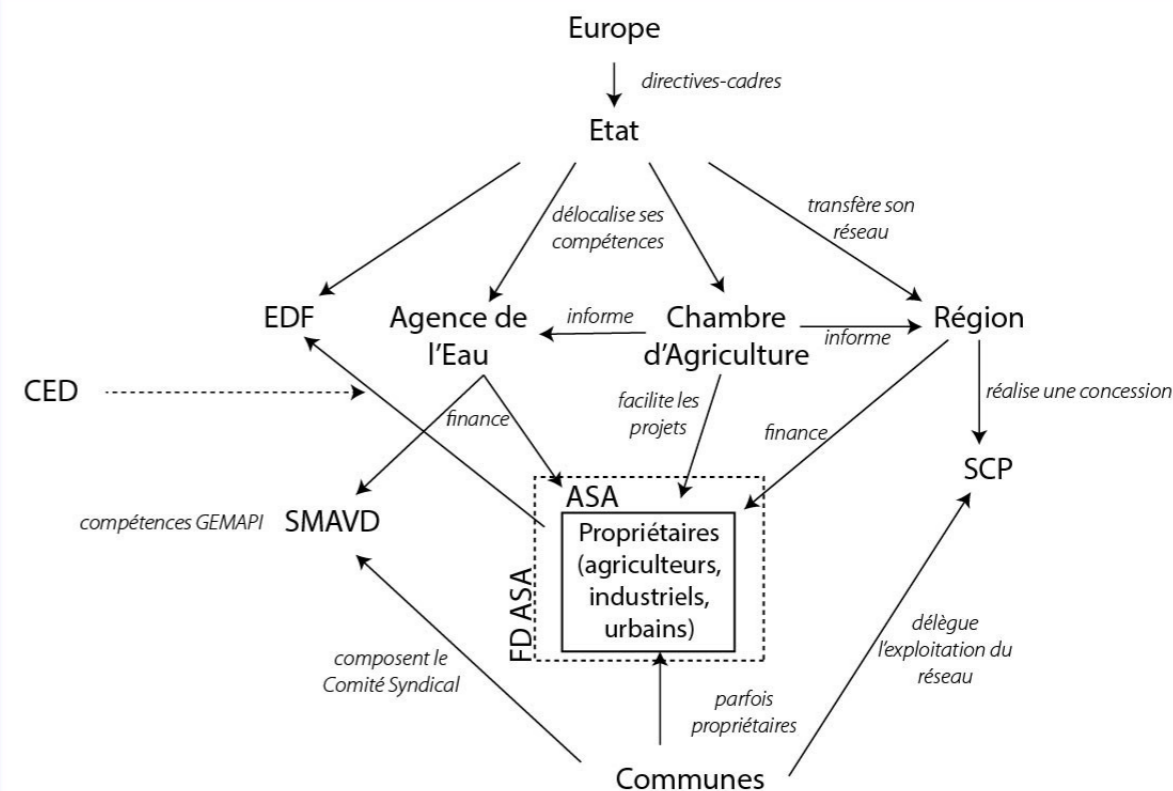 Europe
directives-cadres
Etat
délocalise ses
compétences
transfère son
réseau
EDF
Agence de
l'Eau
informe
Chambre
d'Agriculture
informe
Région
CED
finance
facilite les
projets
finance
réalise une concession
SCP
compétences GEMAPI
SMAVD
ASA
Propriétaires
(agriculteurs,
industriels,
urbains)
FD ASA
composent le
Comité Syndical
parfois
propriétaires
délègue
l'exploitation du
réseau
Communes